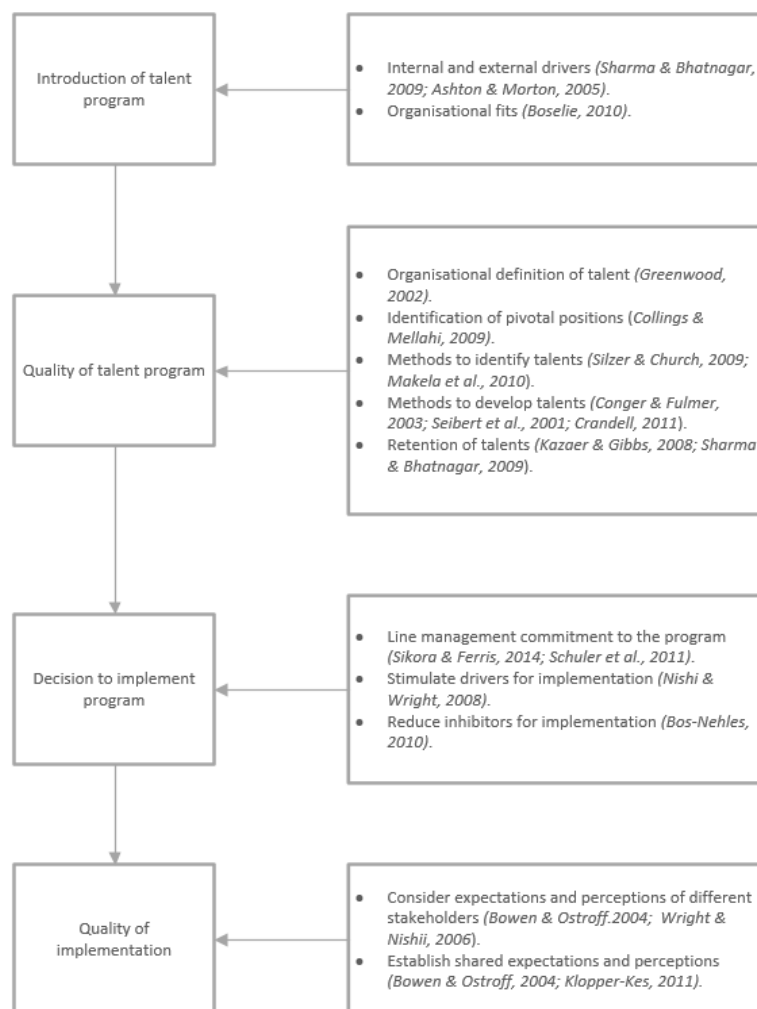 Introduction of talent
program
• Internal and external drivers (Sharma & Bhatnagar,
2009; Ashton & Morton, 2005).
• Organisational fits (Boselie, 2010).
Quality of talent program
• Organisational definition of talent (Greenwood,
2002).
• Identification of pivotal positions (Collings &
Mellahi, 2009).
• Methods to identify talents (Silzer & Church, 2009;
Makela et al., 2010).
• Methods to develop talents (Conger & Fulmer,
2003; Seibert et al., 2001; Crandell, 2011).
• Retention of talents (Kazaer & Gibbs, 2008; Sharma
& Bhatnagar, 2009).
Decision to implement
program
• Line management commitment to the program
(Sikora & Ferris, 2014; Schuler et al., 2011).
• Stimulate drivers for implementation (Nishi &
Wright, 2008).
• Reduce inhibitors for implementation (Bos-Nehles,
2010).
Quality of
implementation
• Consider expectations and perceptions of different
stakeholders (Bowen & Ostroff.2004; Wright &
Nishii, 2006).
• Establish shared expectations and perceptions
(Bowen & Ostroff, 2004; Klopper-Kes, 2011).